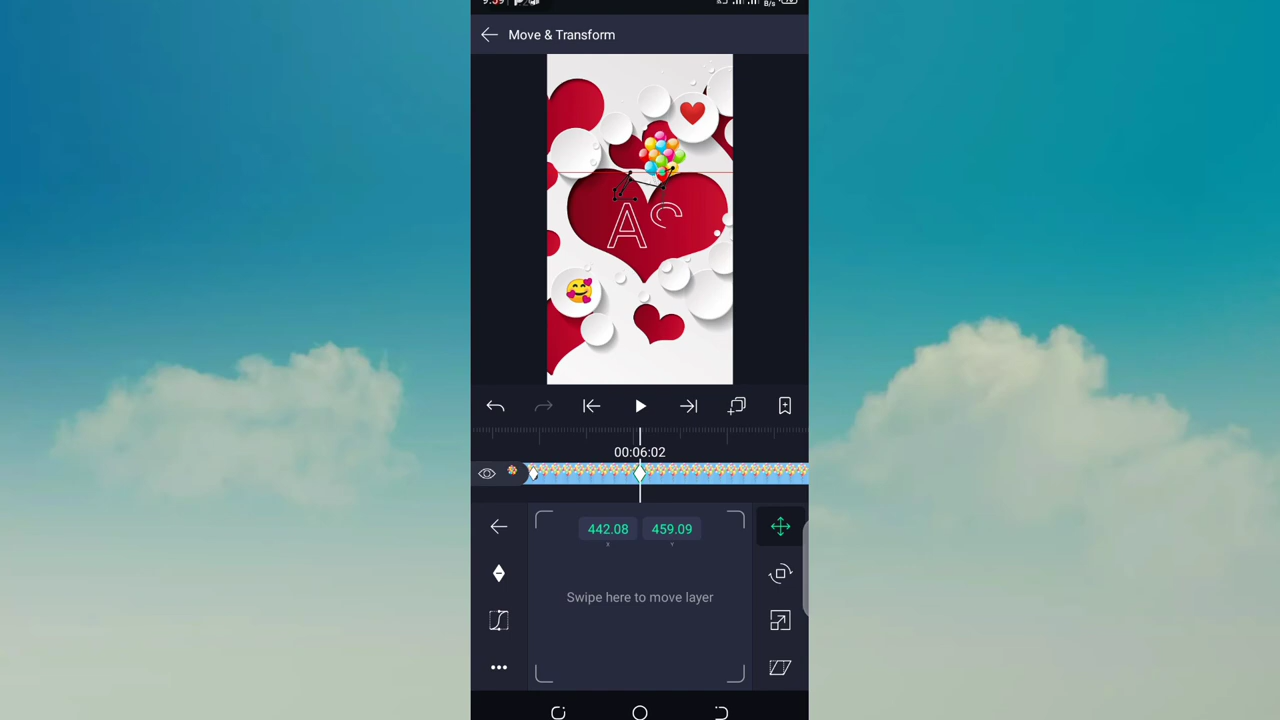 Move & Transform
A
00:06:02
442.08 459.09
X Y
Swipe here to move layer